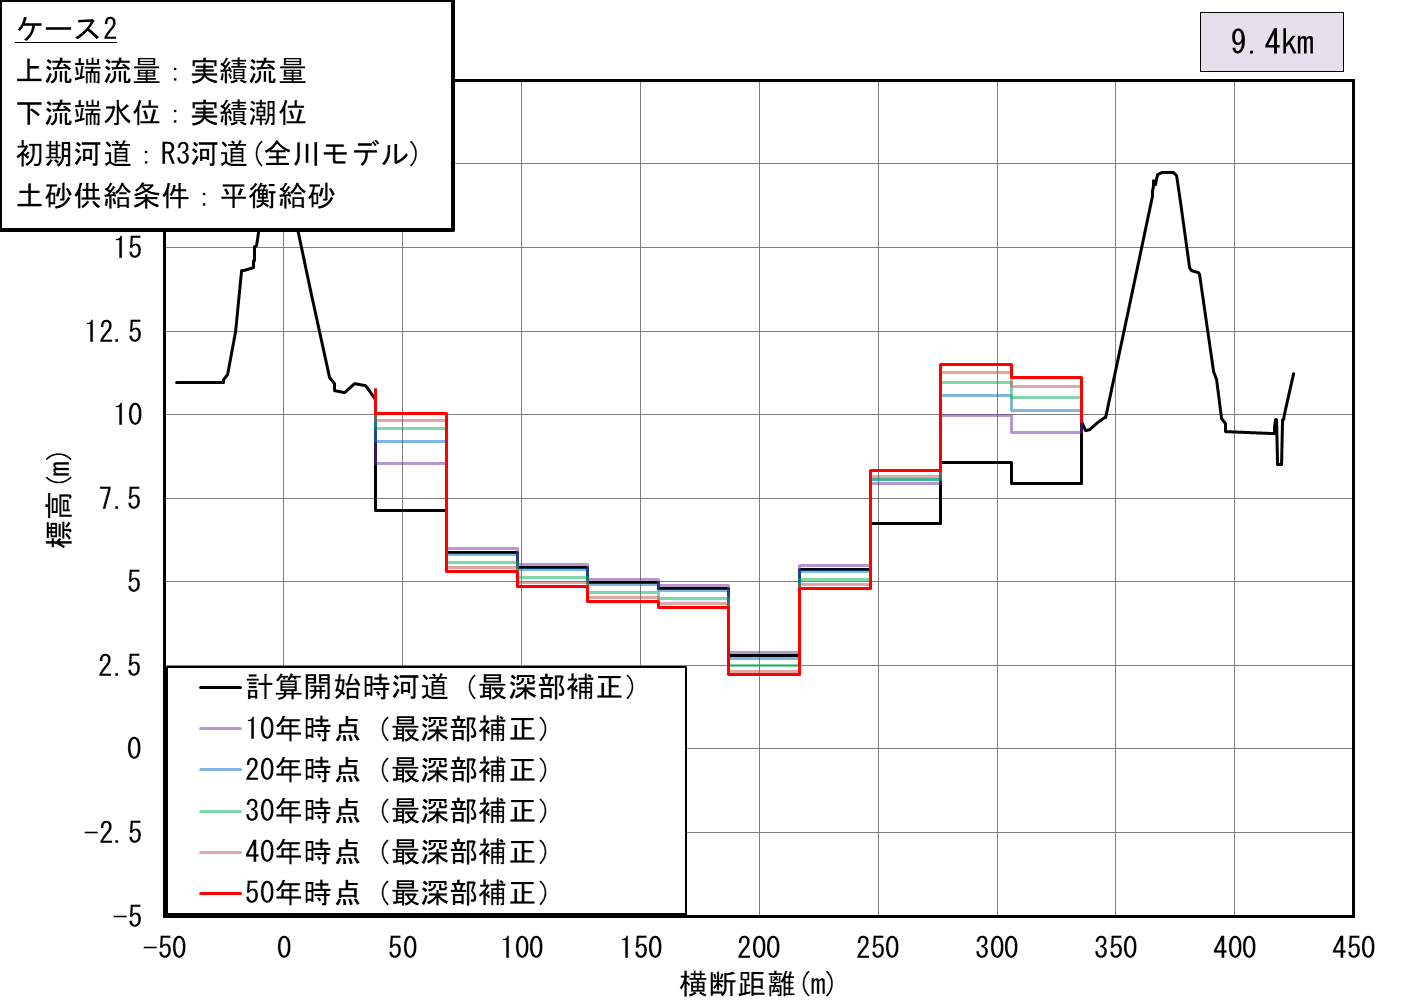 ケース2
上流端流量：実績流量
下流端水位：実績潮位
初期河道：R3河道(全川モデル)
土砂供給条件：平衡給砂
9.4km
15
12.5
10
7.5
5
2.5
0
-2.5
-5
標高(m)
計算開始時河道（最深部補正）
10年時点（最深部補正）
20年時点（最深部補正）
30年時点（最深部補正）
40年時点（最深部補正）
50年時点（最深部補正）
-50 0 50 100 150 200 250 300 350 400 450
横断距離(m)